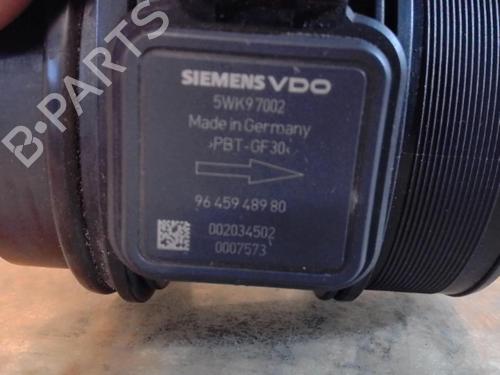 SIEMENS VDO
5WK97002
Made in Germany
>PBT-GF30<
96 459 489 80
002034502
0007573
B-PARTS